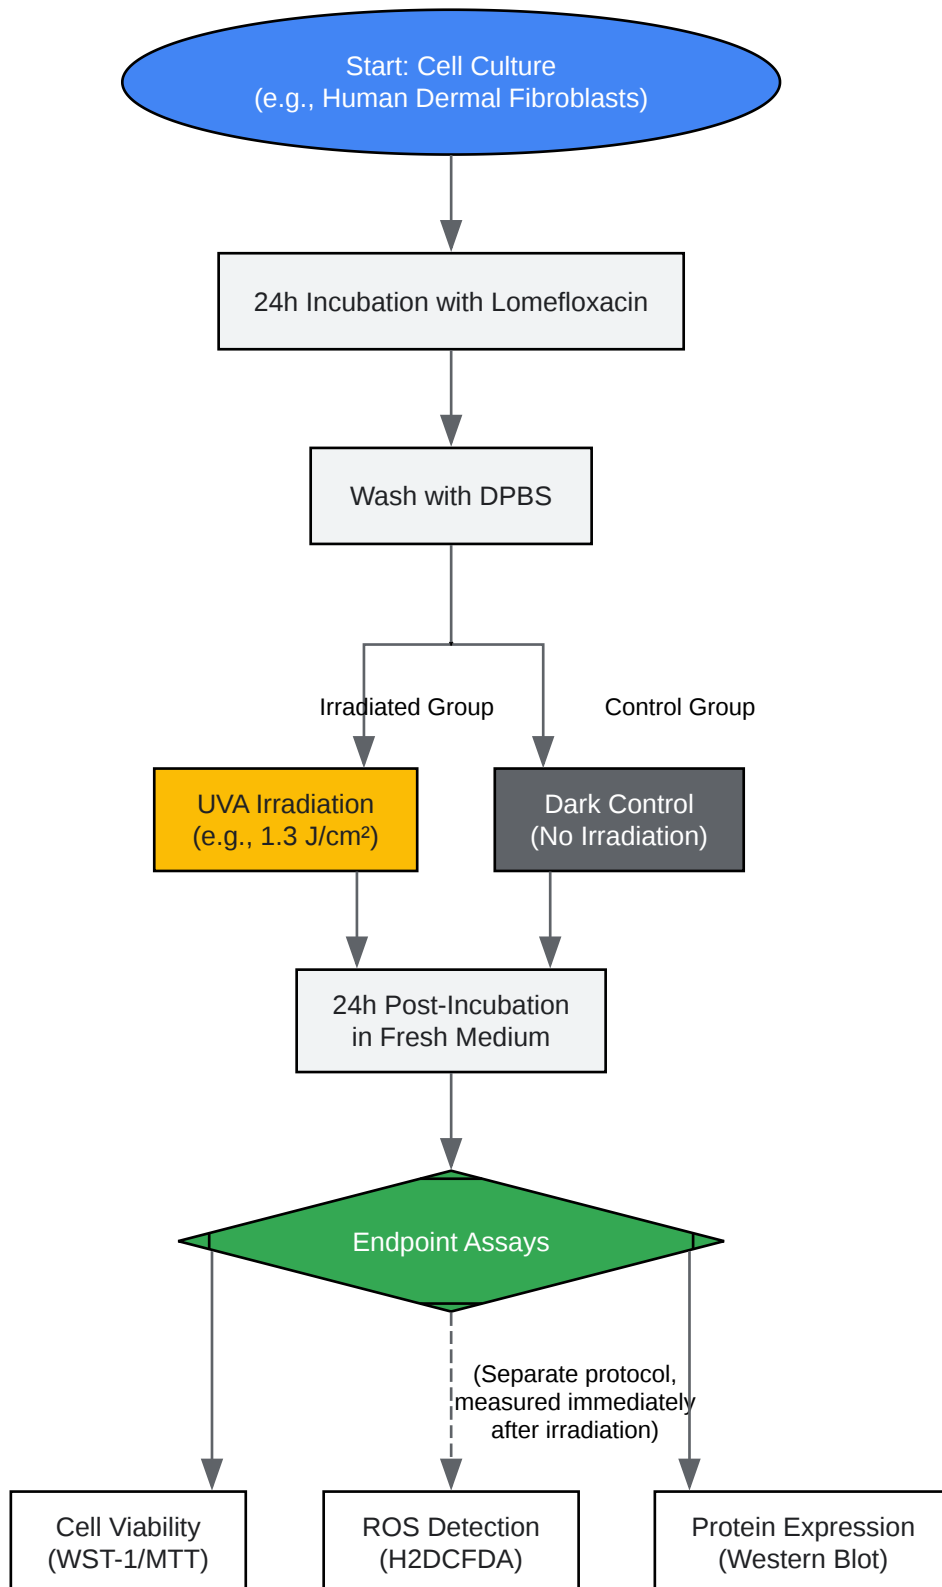 Start: Cell Culture
(e.g., Human Dermal Fibroblasts)
24h Incubation with Lomefloxacin
Wash with DPBS
Irradiated Group
Control Group
UVA Irradiation
(e.g., 1.3 J/cm²)
Dark Control
(No Irradiation)
24h Post-Incubation
in Fresh Medium
Endpoint Assays
(Separate protocol,
measured immediately
after irradiation)
Cell Viability
(WST-1/MTT)
ROS Detection
(H2DCFDA)
Protein Expression
(Western Blot)